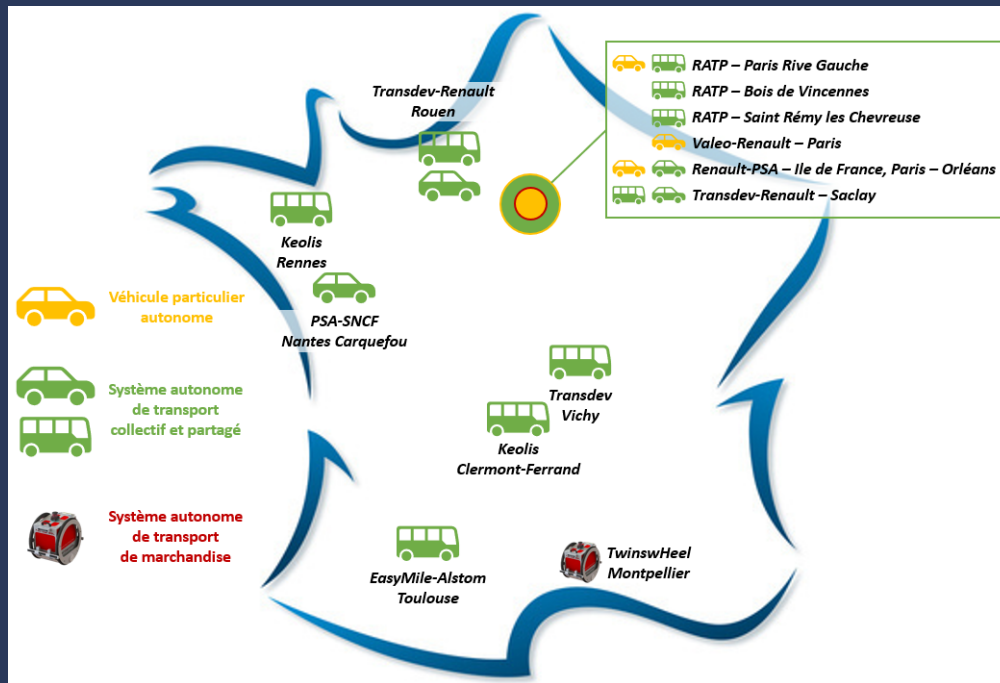 Transdev-Renault
Rouen
RATP – Paris Rive Gauche
RATP – Bois de Vincennes
RATP – Saint Rémy les Chevreuse
Valeo-Renault – Paris
Renault-PSA – Ile de France, Paris – Orléans
Transdev-Renault – Saclay
Keolis
Rennes
PSA-SNCF
Nantes Carquefou
Véhicule particulier
autonome
Système autonome
de transport
collectif et partagé
Système autonome
de transport
de marchandise
Transdev
Vichy
Keolis
Clermont-Ferrand
EasyMile-Alstom
Toulouse
TwinswHeel
Montpellier